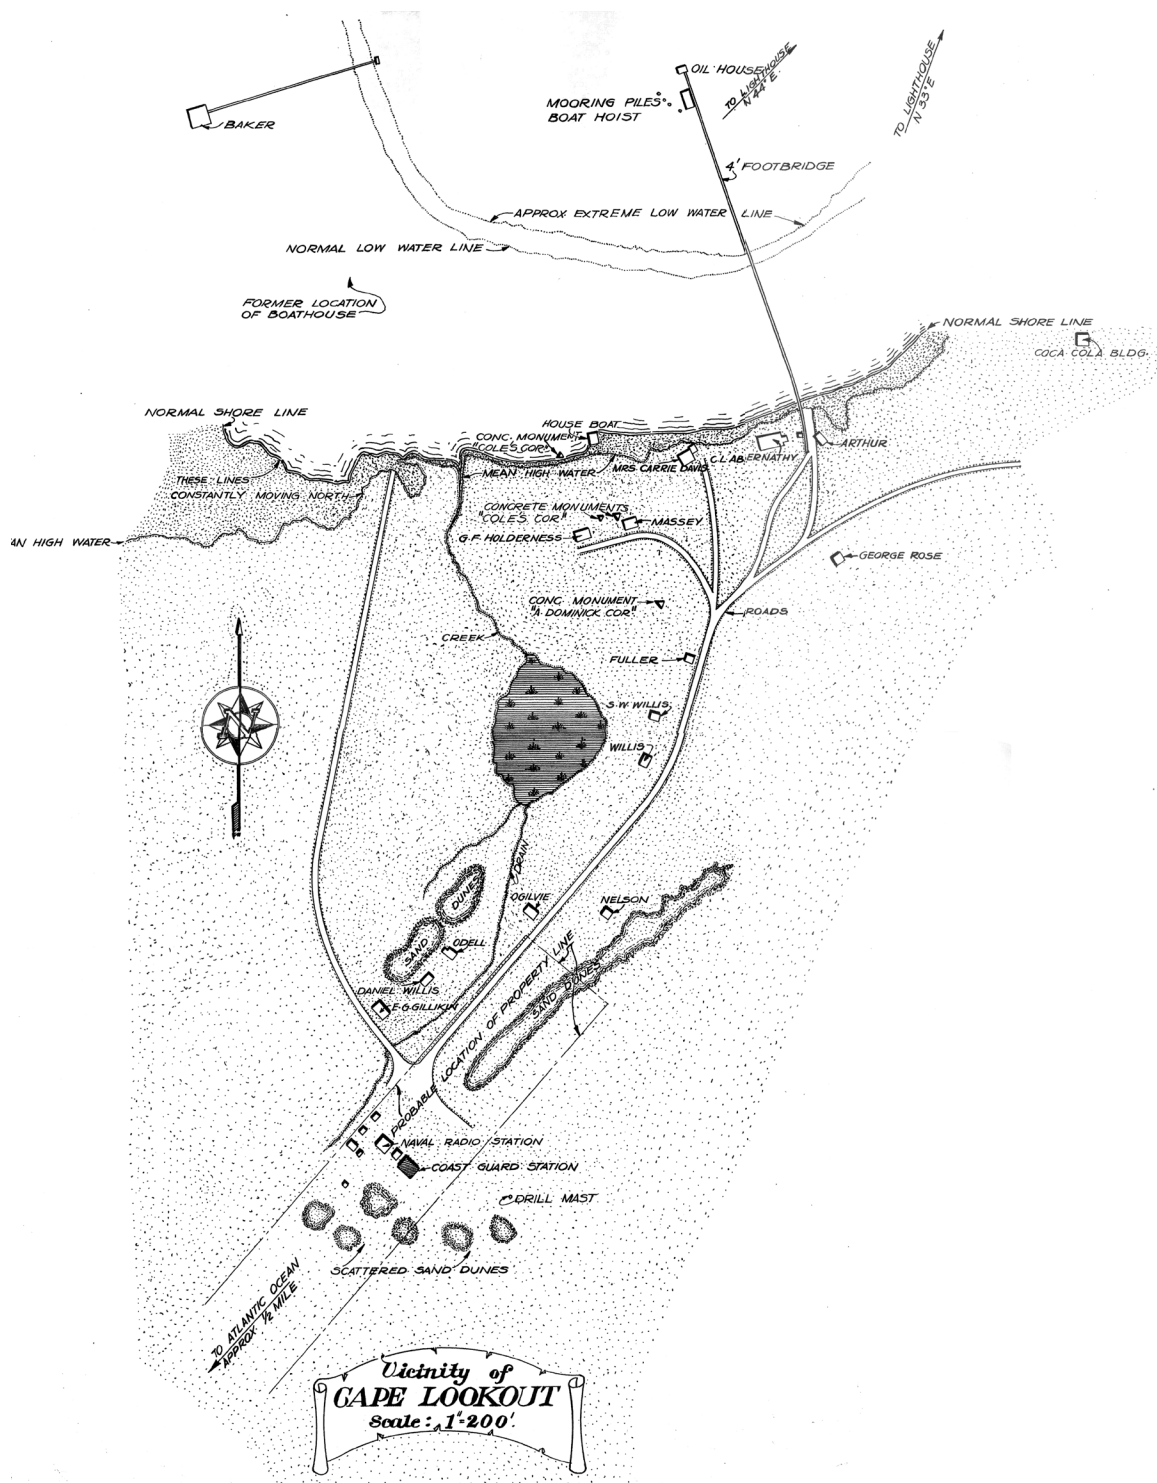 OIL HOUSE
TO LIGHTHOUSE
N 44° E.
TO LIGHTHOUSE
N 33° E
MOORING PILES
BOAT HOIST
BAKER
4' FOOTBRIDGE
APPROX. EXTREME LOW WATER LINE
NORMAL LOW WATER LINE
FORMER LOCATION
OF BOATHOUSE
NORMAL SHORE LINE
COCA COLA BLDG.
NORMAL SHORE LINE
HOUSE BOAT
CONC. MONUMENT
"COLES COR."
ARTHUR
C.L. ABERNATHY
MRS CARRIE DAVIS
MEAN HIGH WATER
THESE LINES
CONSTANTLY MOVING NORTH
CONCRETE MONUMENTS
"COLES COR."
MASSEY
G.F. HOLDERNESS
AN HIGH WATER
GEORGE ROSE
CONC. MONUMENT
"A. DOMINICK COR."
ROADS
CREEK
FULLER
S.W. WILLIS
N
WILLIS
DRAIN
SAND DUNES
OGILVIE
NELSON
ODELL
DANIEL WILLIS
E.G. GILLIKIN
SAND DUNES
PROBABLE LOCATION OF PROPERTY LINE
NAVAL RADIO STATION
COAST GUARD STATION
DRILL MAST
SCATTERED SAND DUNES
TO ATLANTIC OCEAN
APPROX. 1/2 MILE
Vicinity of
CAPE LOOKOUT
Scale: 1"=200'.